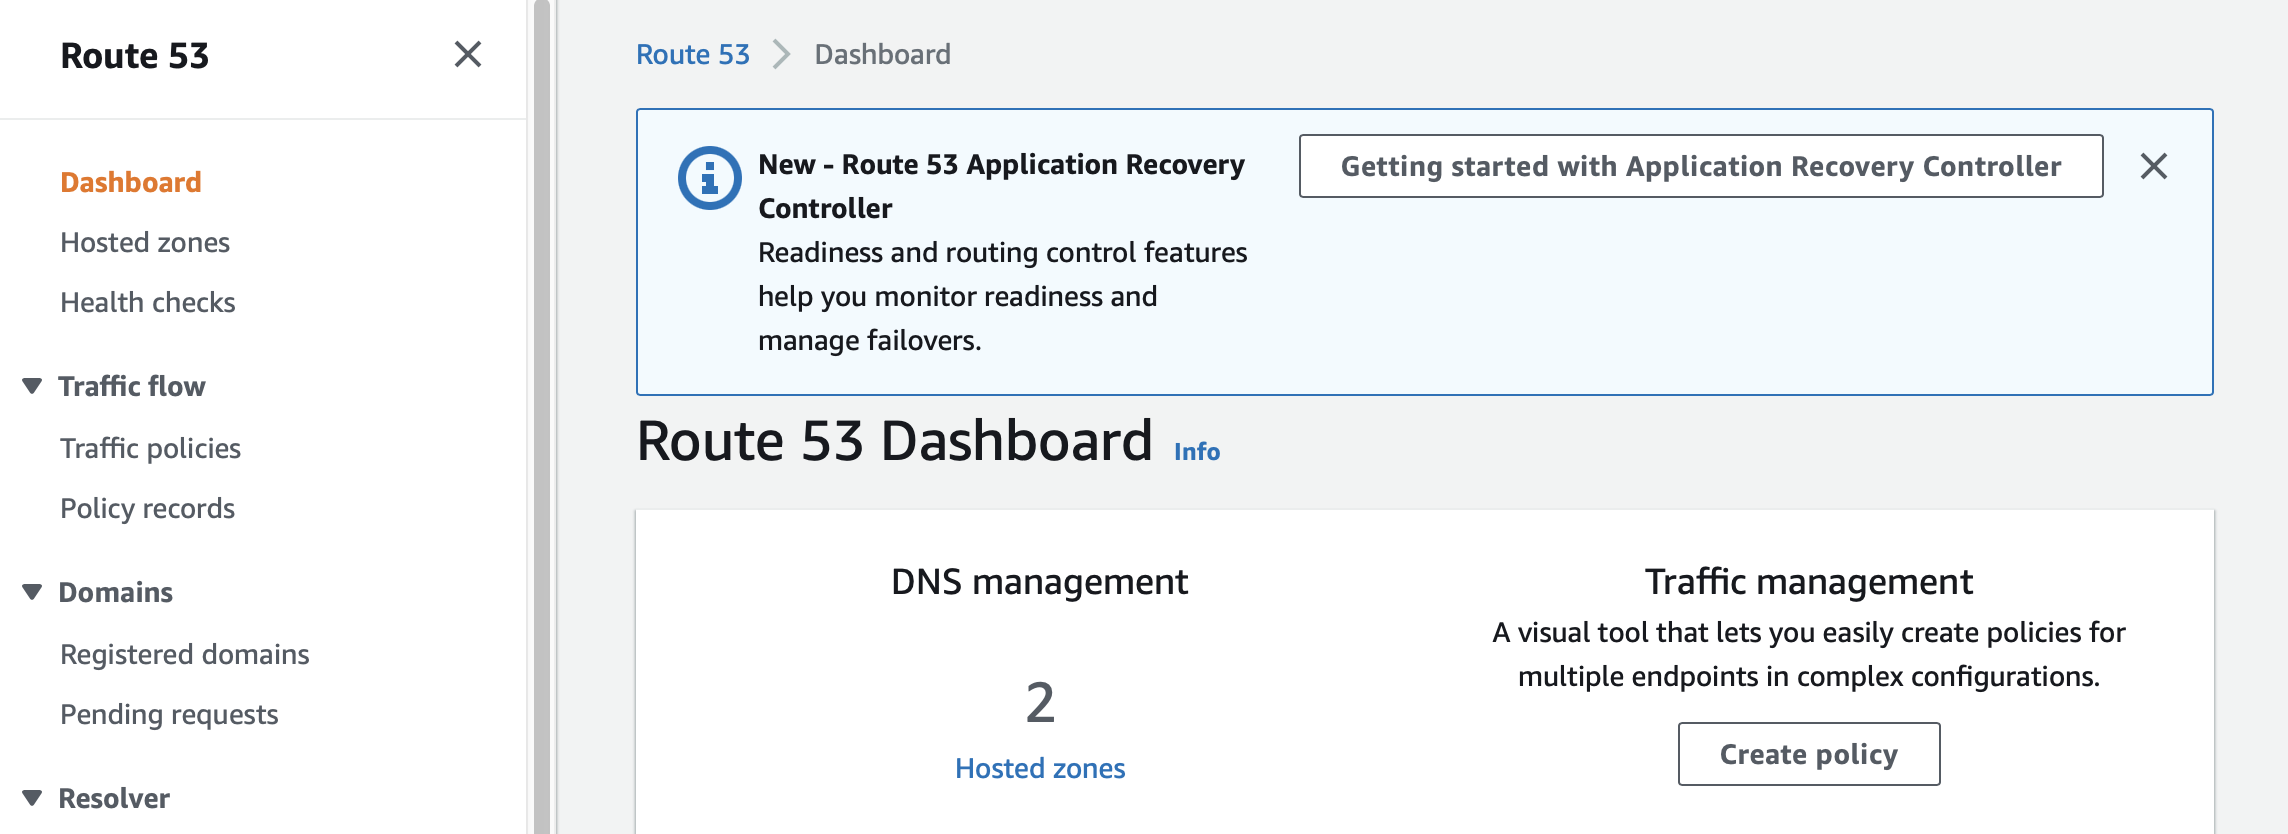 Route 53
Dashboard
Hosted zones
Health checks
Traffic flow
Traffic policies
Policy records
Domains
Registered domains
Pending requests
Resolver
Route 53 Dashboard
New - Route 53 Application Recovery
Controller
Readiness and routing control features
help you monitor readiness and
manage failovers.
Getting started with Application Recovery Controller
Route 53 Dashboard Info
DNS management
2
Hosted zones
Traffic management
A visual tool that lets you easily create policies for
multiple endpoints in complex configurations.
Create policy